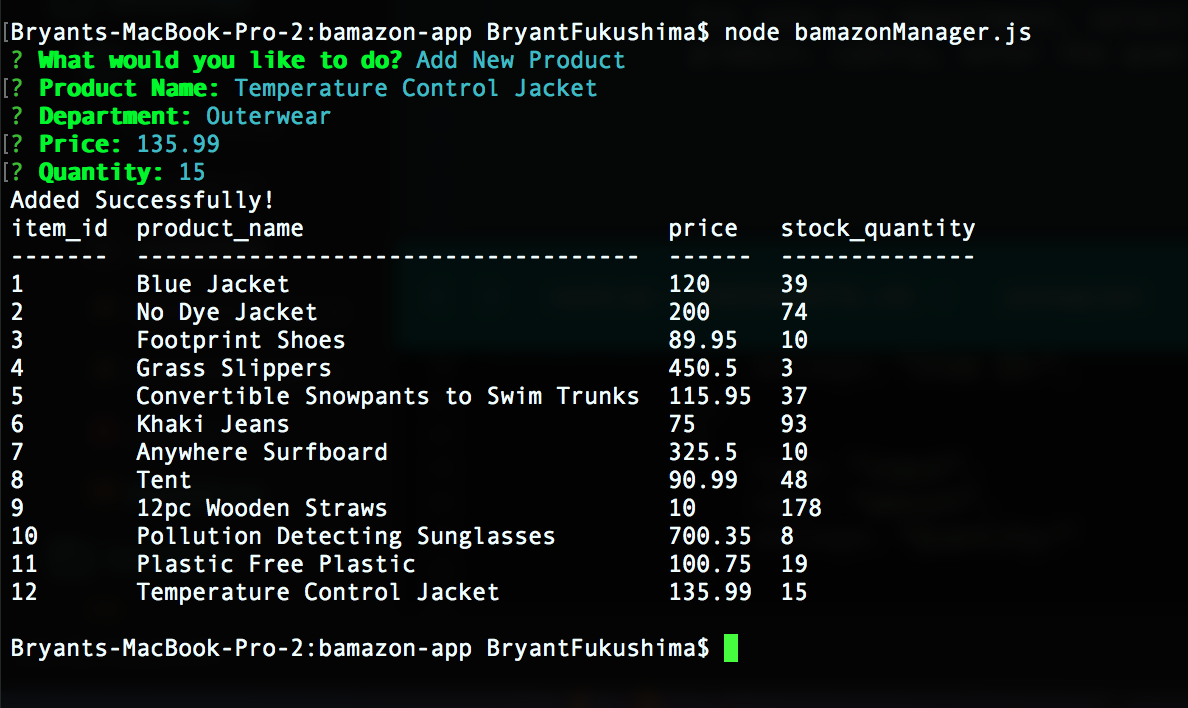 [Bryants-MacBook-Pro-2:bamazon-app BryantFukushima$ node bamazonManager.js
? What would you like to do? Add New Product
[? Product Name: Temperature Control Jacket
? Department: Outerwear
[? Price: 135.99
[? Quantity: 15
Added Successfully!
item_id  product_name                          price   stock_quantity
-------  ------------------------------------  ------  --------------
1        Blue Jacket                           120     39
2        No Dye Jacket                         200     74
3        Footprint Shoes                       89.95   10
4        Grass Slippers                        450.5   3
5        Convertible Snowpants to Swim Trunks  115.95  37
6        Khaki Jeans                           75      93
7        Anywhere Surfboard                    325.5   10
8        Tent                                  90.99   48
9        12pc Wooden Straws                    10      178
10       Pollution Detecting Sunglasses        700.35  8
11       Plastic Free Plastic                  100.75  19
12       Temperature Control Jacket            135.99  15
Bryants-MacBook-Pro-2:bamazon-app BryantFukushima$